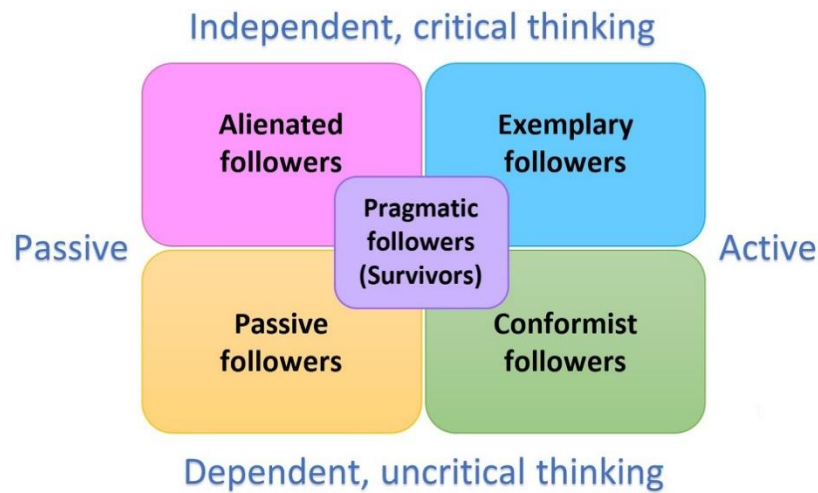 Independent, critical thinking
Alienated
followers
Exemplary
followers
Pragmatic
followers
(Survivors)
Passive
Active
Passive
followers
Conformist
followers
Dependent, uncritical thinking